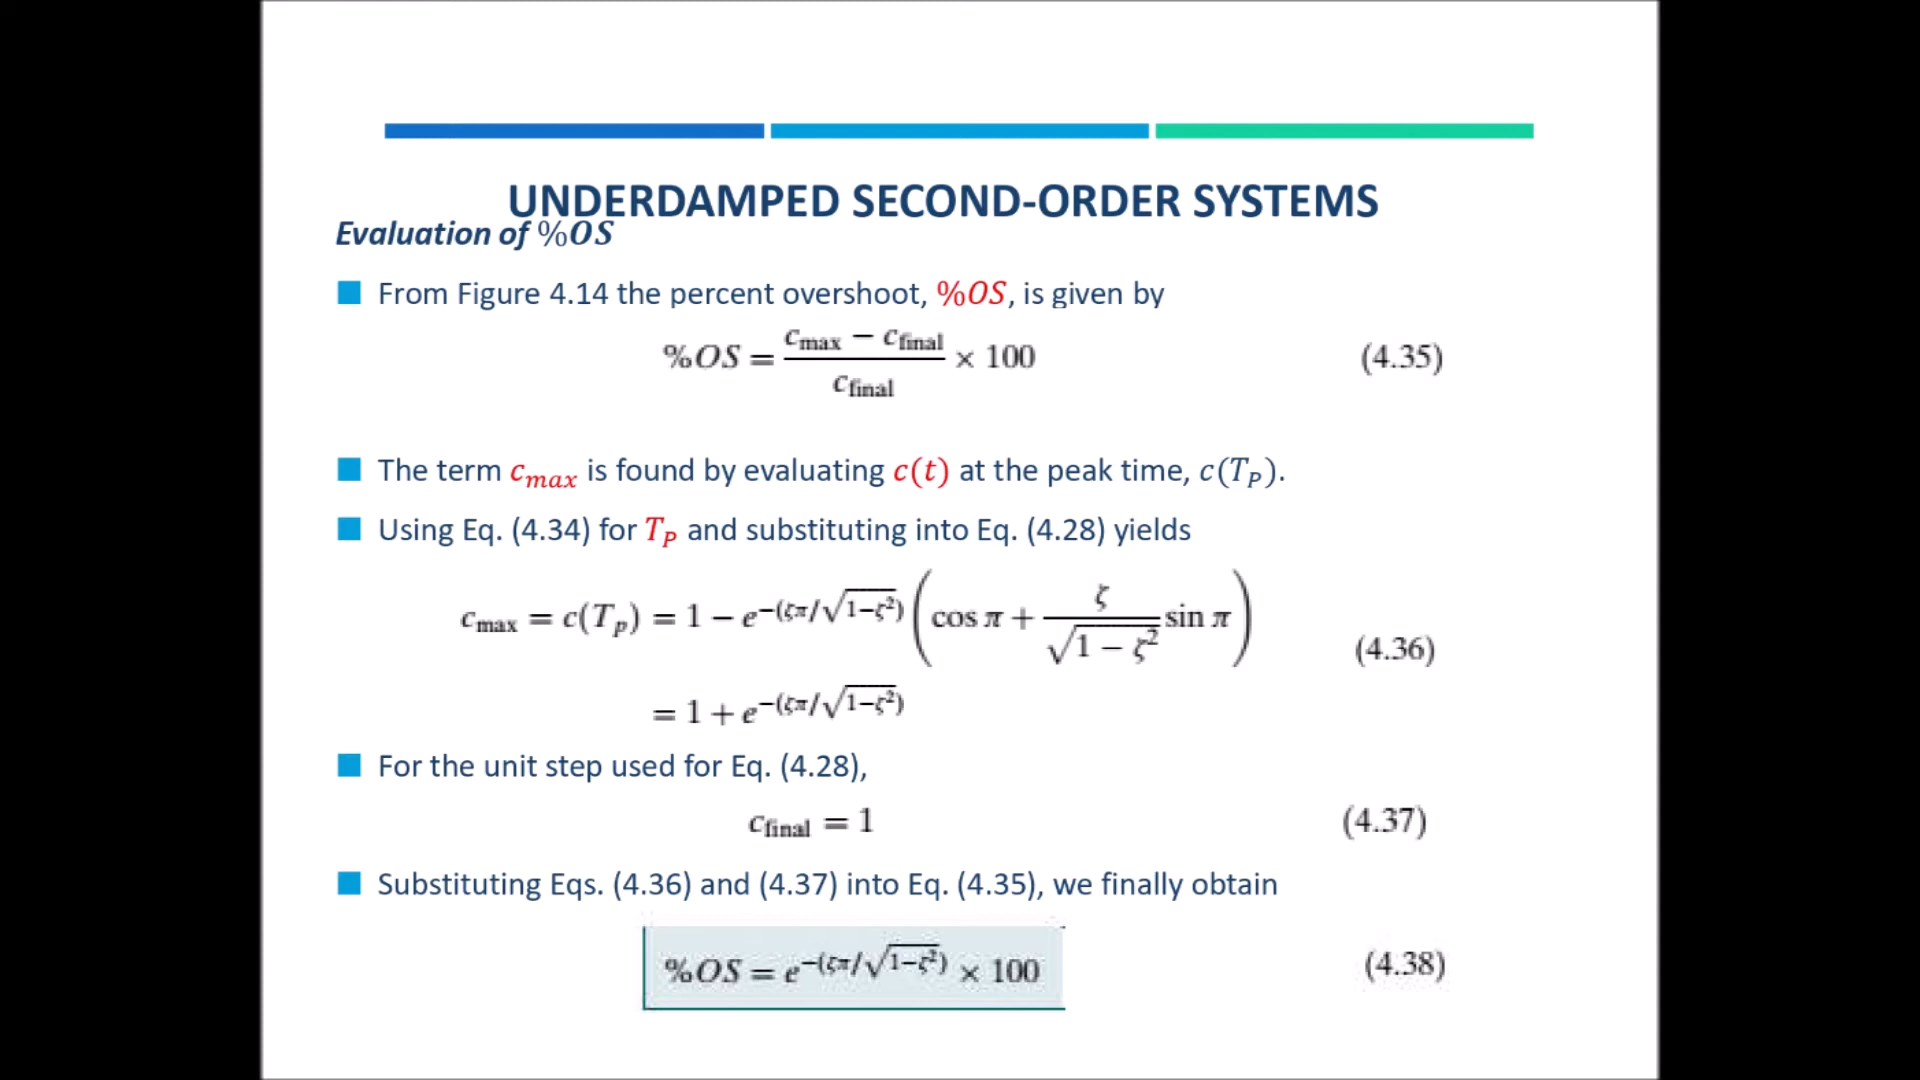 UNDERDAMPED SECOND-ORDER SYSTEMS
Evaluation of %OS
From Figure 4.14 the percent overshoot, %OS, is given by
%OS = (c_max − c_final)/c_final × 100 (4.35)
The term c_max is found by evaluating c(t) at the peak time, c(T_P).
Using Eq. (4.34) for T_P and substituting into Eq. (4.28) yields
c_max = c(T_p) = 1 − e^−(ζπ/√(1−ζ²)) (cos π + ζ/√(1 − ζ²) sin π)
= 1 + e^−(ζπ/√(1−ζ²)) (4.36)
For the unit step used for Eq. (4.28),
c_final = 1 (4.37)
Substituting Eqs. (4.36) and (4.37) into Eq. (4.35), we finally obtain
%OS = e^−(ζπ/√(1−ζ²)) × 100 (4.38)